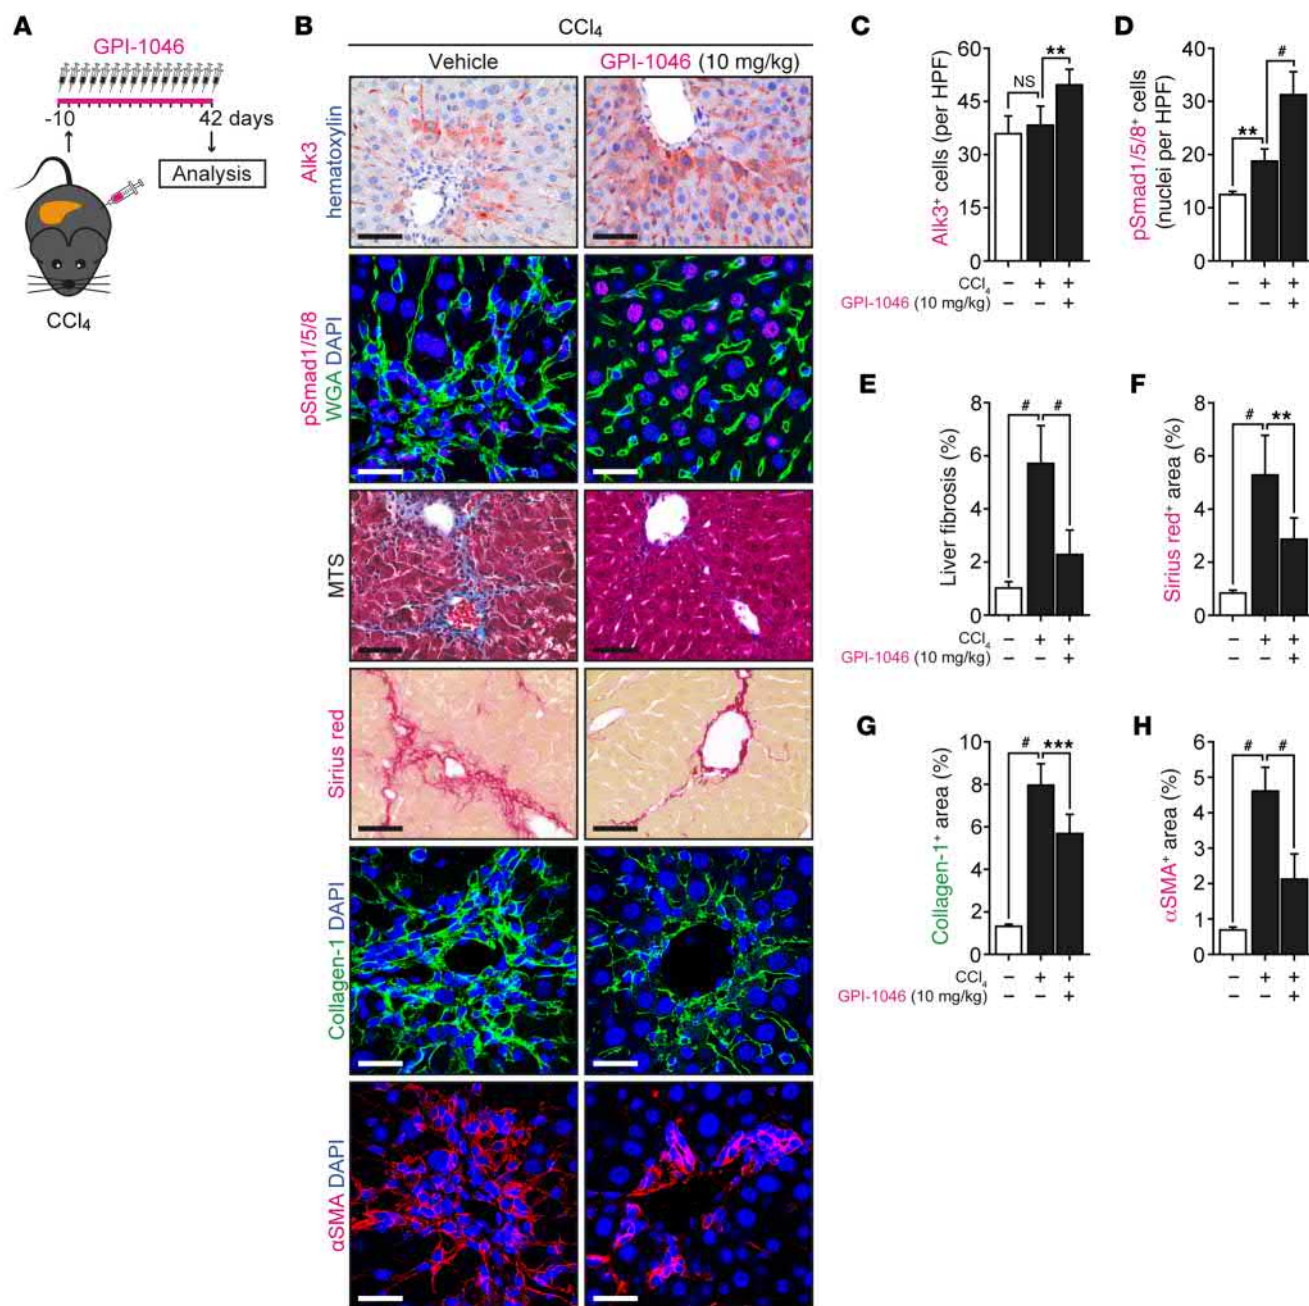 A
GPI-1046
-10
42 days
Analysis
CCl₄
B
CCl₄
Vehicle
GPI-1046 (10 mg/kg)
Alk3
hematoxylin
pSmad1/5/8
WGA DAPI
MTS
Sirius red
Collagen-1 DAPI
αSMA DAPI
C
Alk3⁺ cells (per HPF)
60
45
30
15
0
NS
**
– + + CCl₄
– – +
GPI-1046 (10 mg/kg)
D
pSmad1/5/8⁺ cells
(nuclei per HPF)
40
30
20
10
0
**
#
– + +
– – +
E
Liver fibrosis (%)
8
6
4
2
0
#
#
– + + CCl₄
– – +
GPI-1046 (10 mg/kg)
F
Sirius red⁺ area (%)
8
6
4
2
0
#
**
– + +
– – +
G
Collagen-1⁺ area (%)
10
8
6
4
2
0
#
***
– + + CCl₄
– – +
GPI-1046 (10 mg/kg)
H
αSMA⁺ area (%)
6
5
4
3
2
1
0
#
#
– + +
– – +